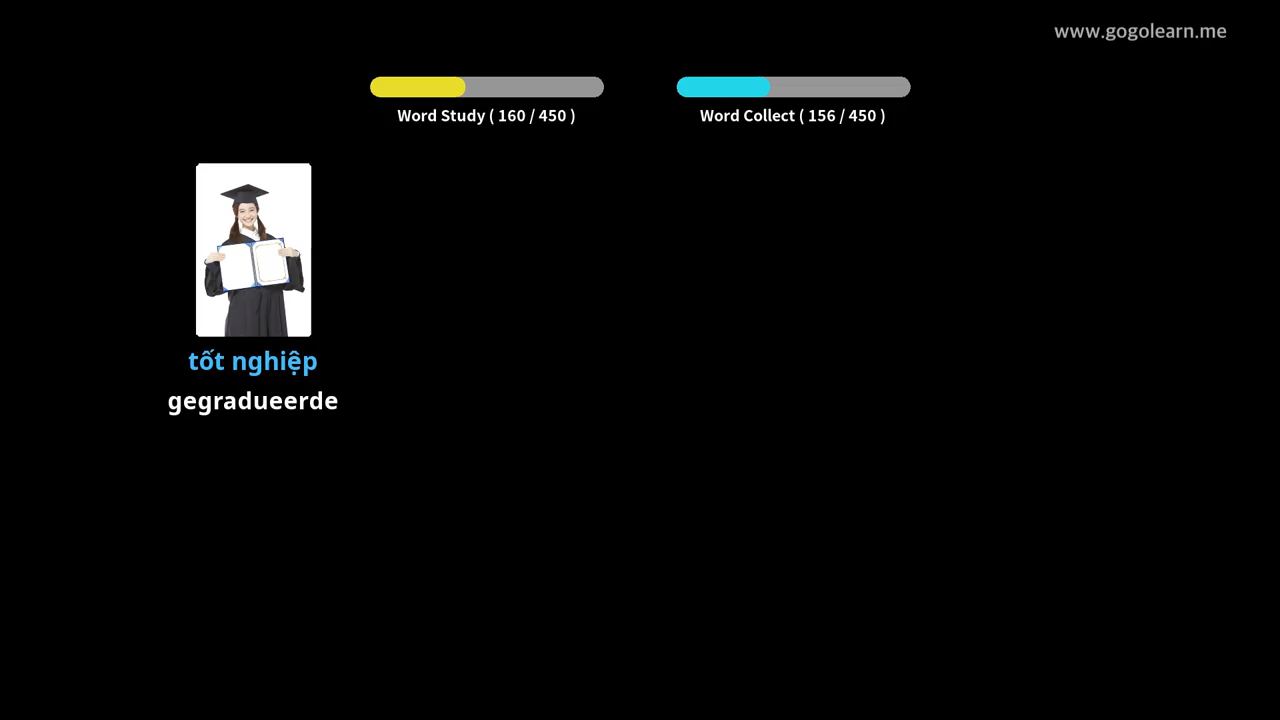 www.gogolearn.me
Word Study ( 160 / 450 )
Word Collect ( 156 / 450 )
tốt nghiệp
gegradueerde